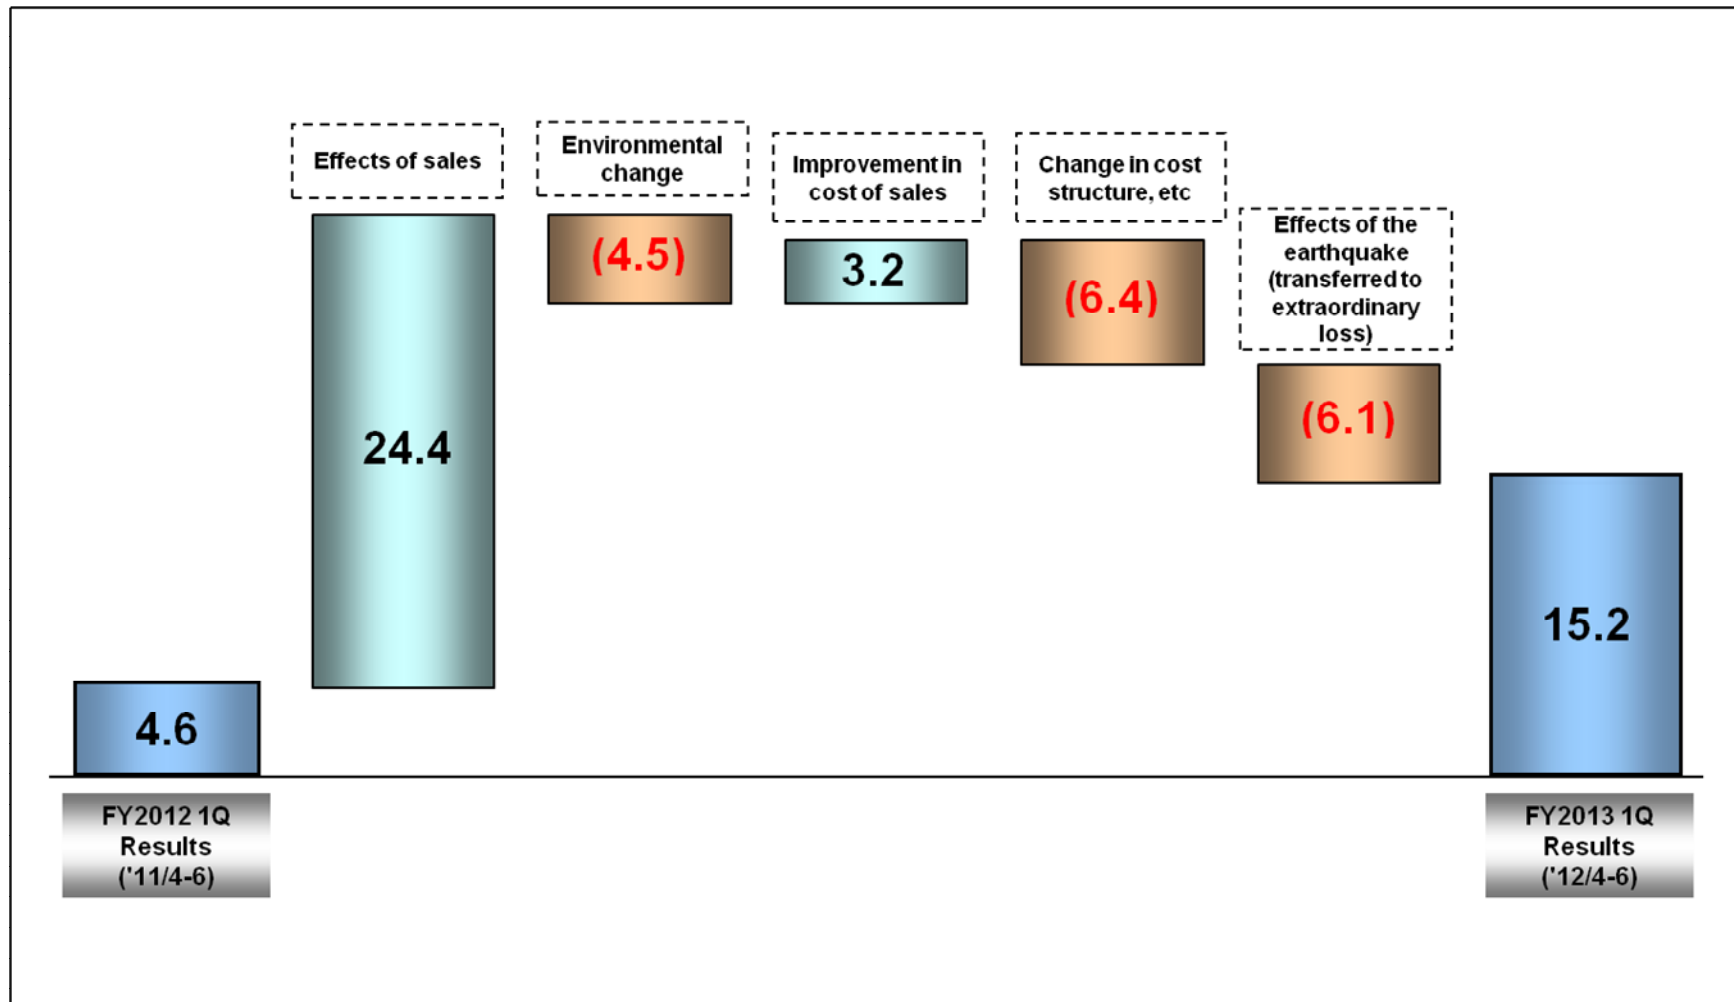 Effects of sales
Environmental
change
Improvement in
cost of sales
Change in cost
structure, etc
Effects of the
earthquake
(transferred to
extraordinary
loss)
4.6
24.4
(4.5)
3.2
(6.4)
(6.1)
15.2
FY2012 1Q
Results
('11/4-6)
FY2013 1Q
Results
('12/4-6)